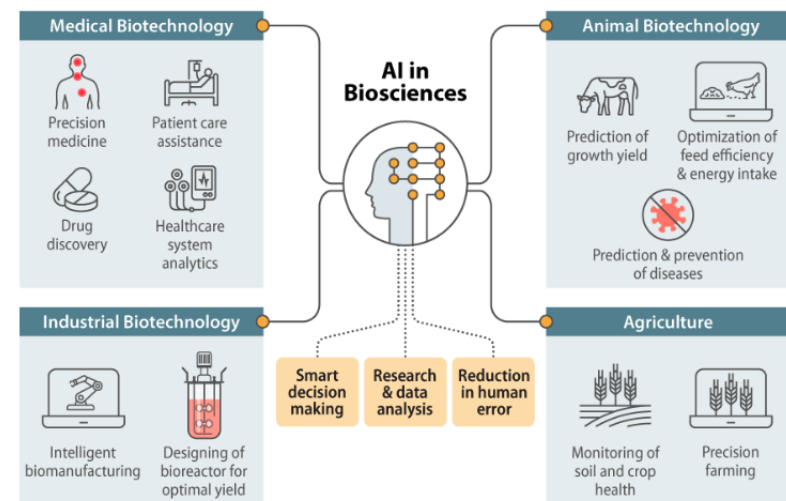 Medical Biotechnology
Precision
medicine
Patient care
assistance
Drug
discovery
Healthcare
system
analytics
AI in
Biosciences
Animal Biotechnology
Prediction of
growth yield
Optimization of
feed efficiency
& energy intake
Prediction & prevention
of diseases
Industrial Biotechnology
Intelligent
biomanufacturing
Designing of
bioreactor for
optimal yield
Smart
decision
making
Research
& data
analysis
Reduction
in human
error
Agriculture
Monitoring of
soil and crop
health
Precision
farming